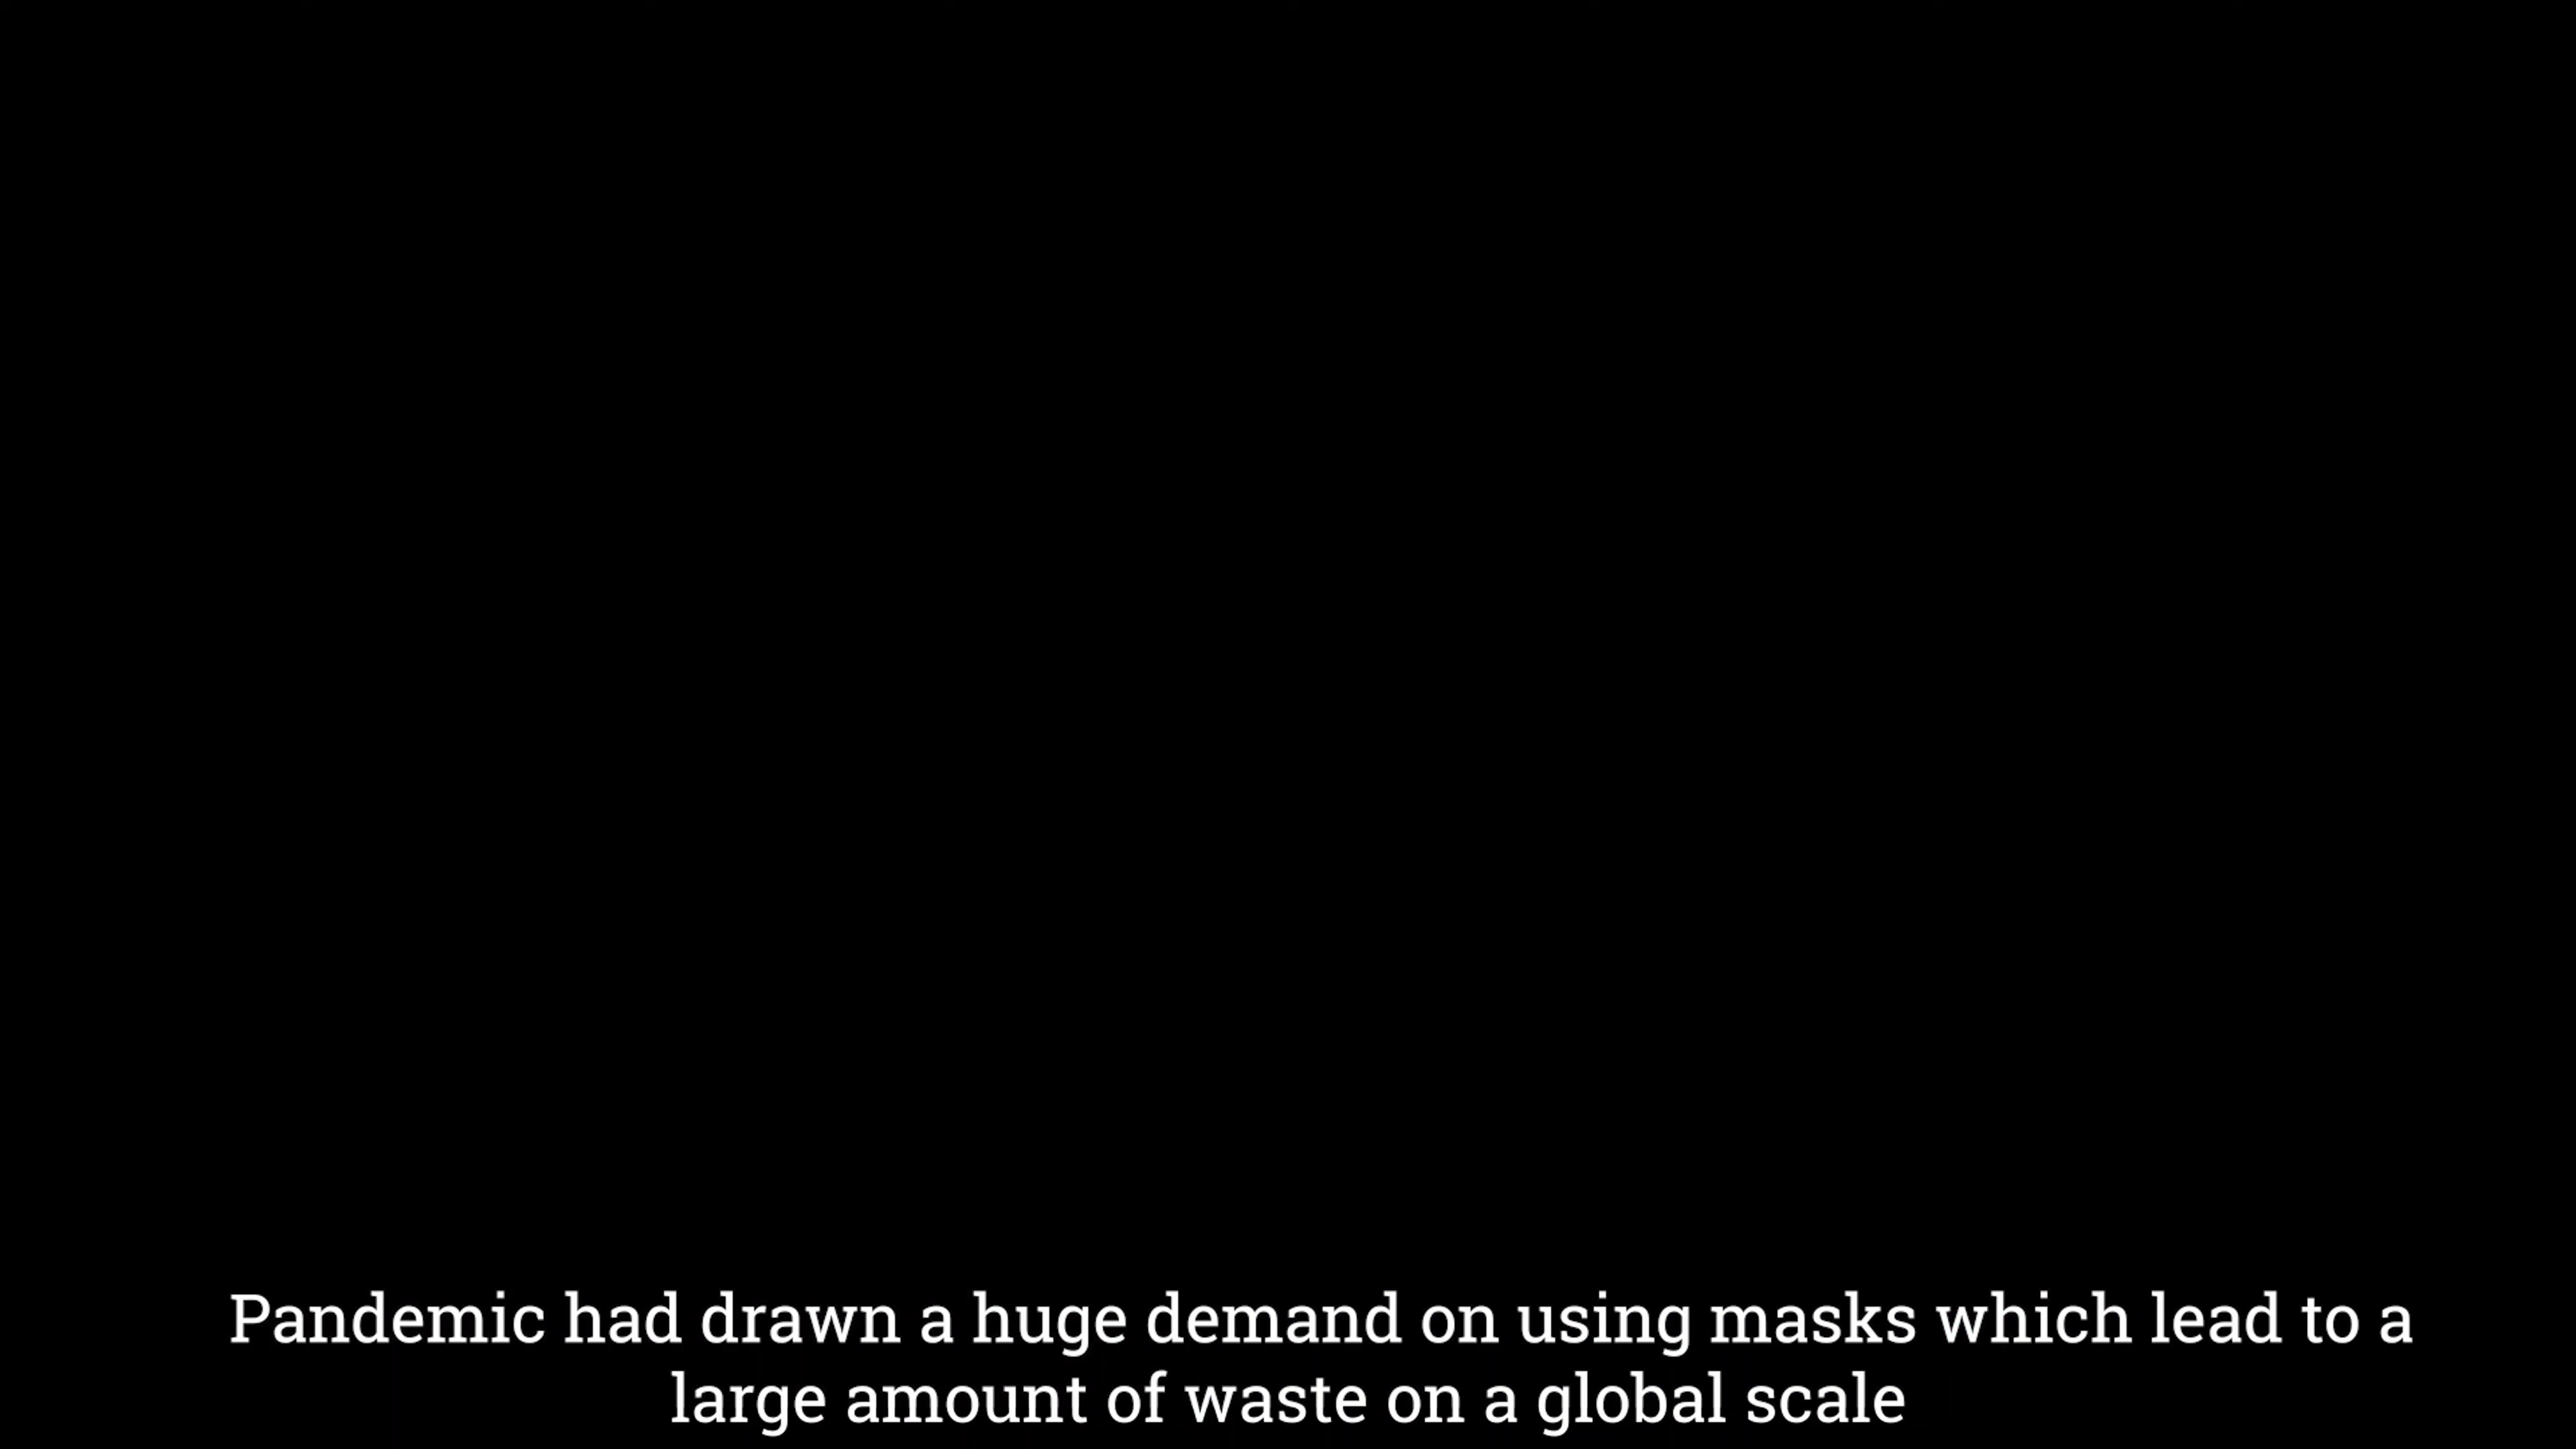 Pandemic had drawn a huge demand on using masks which lead to a
large amount of waste on a global scale